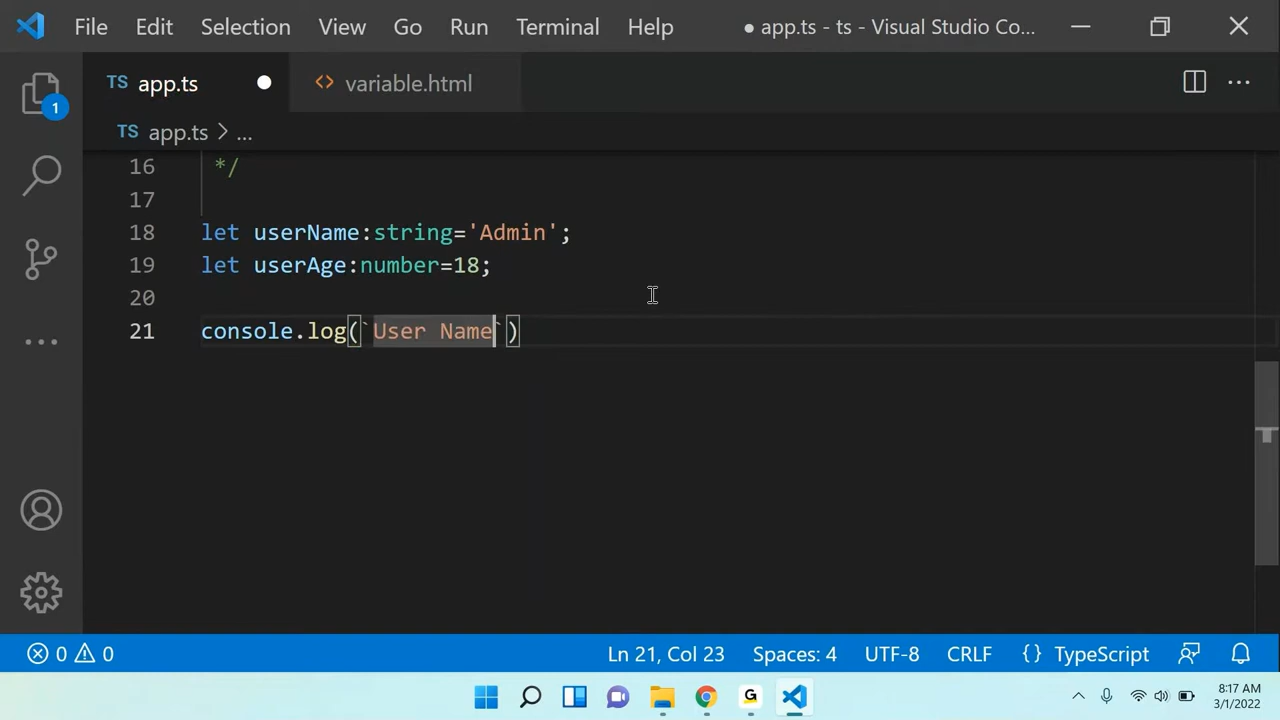 File Edit Selection View Go Run Terminal Help ● app.ts - ts - Visual Studio Co...
TS app.ts variable.html
TS app.ts > ...
1
16 */
17
18 let userName:string='Admin';
19 let userAge:number=18;
20
21 console.log(`User Name`)
0 0 Ln 21, Col 23 Spaces: 4 UTF-8 CRLF {} TypeScript
G
8:17 AM
3/1/2022